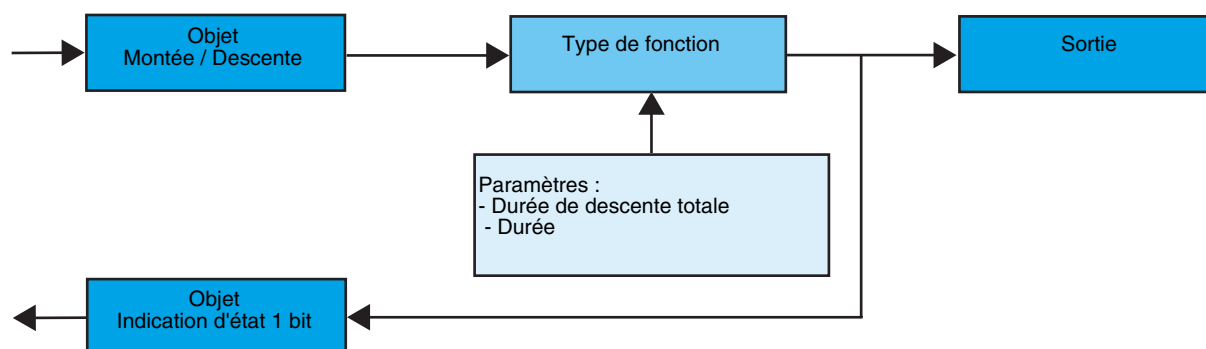 Objet
Montée / Descente
Type de fonction
Sortie
Paramètres :
- Durée de descente totale
- Durée
Objet
Indication d'état 1 bit